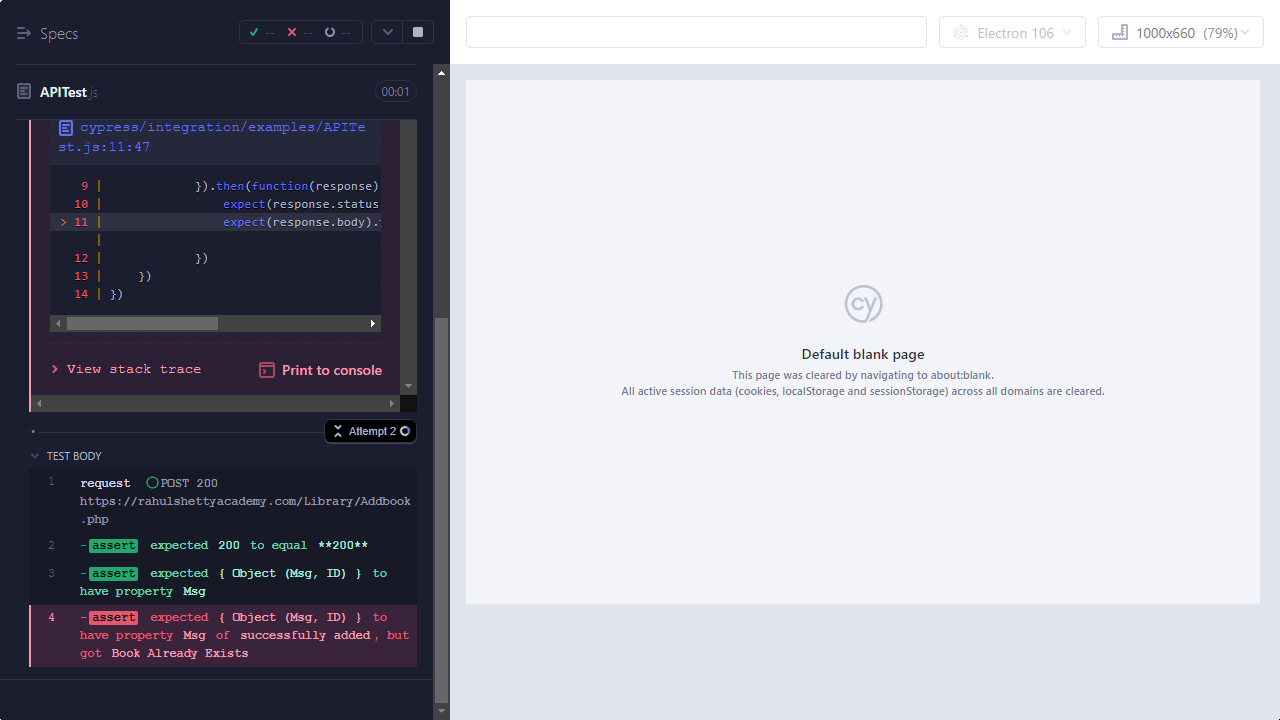 Specs
--
--
--
Electron 106
1000x660 (79%)
APITest.js
00:01
cypress/integration/examples/APITe
st.js:11:47
9 | }).then(function(response)
10 | expect(response.status
> 11 | expect(response.body).
|
12 | })
13 | })
14 | })
> View stack trace
Print to console
Attempt 2
TEST BODY
1 request POST 200
https://rahulshettyacademy.com/Library/Addbook
.php
2 -assert expected 200 to equal **200**
3 -assert expected { Object (Msg, ID) } to
have property Msg
4 -assert expected { Object (Msg, ID) } to
have property Msg of successfully added, but
got Book Already Exists
cy
Default blank page
This page was cleared by navigating to about:blank.
All active session data (cookies, localStorage and sessionStorage) across all domains are cleared.